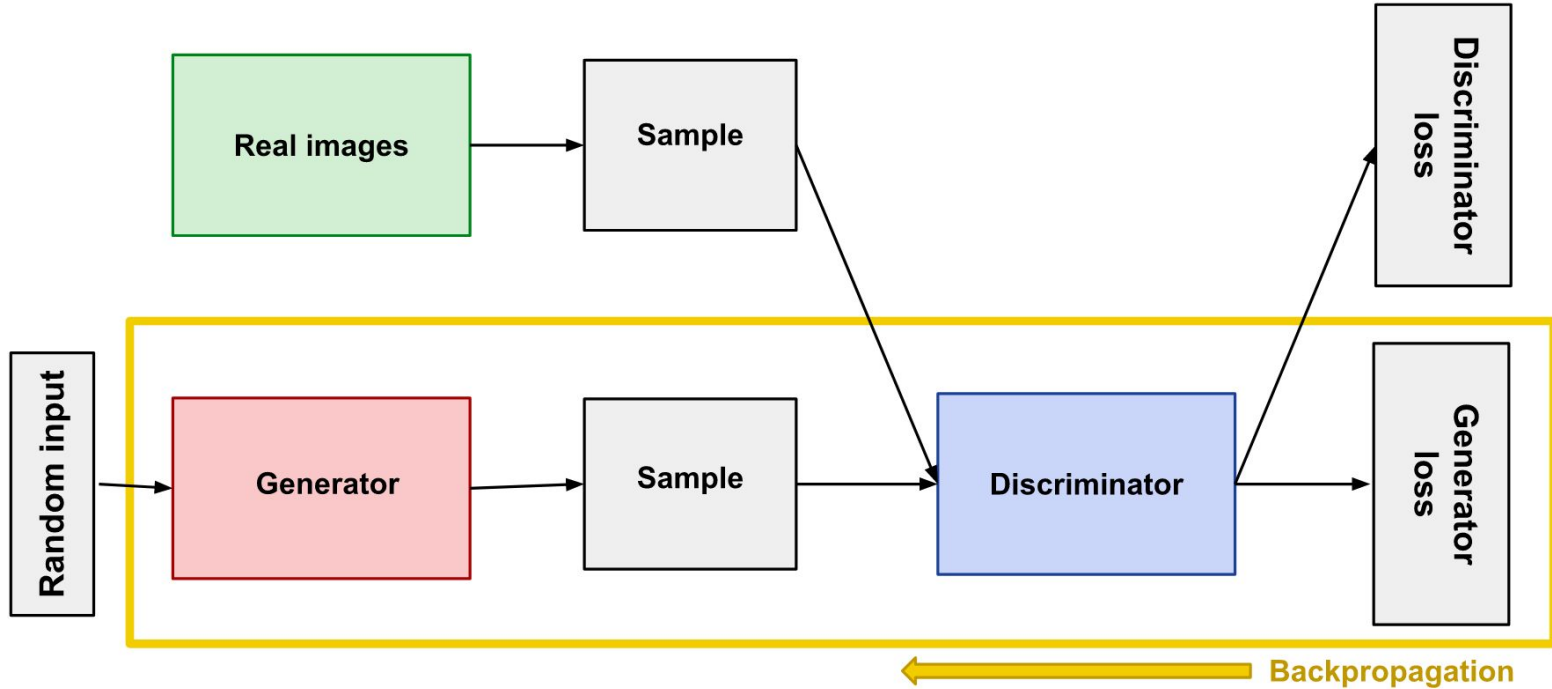 Real images
Sample
Discriminator
loss
Random input
Generator
Sample
Discriminator
Generator
loss
Backpropagation